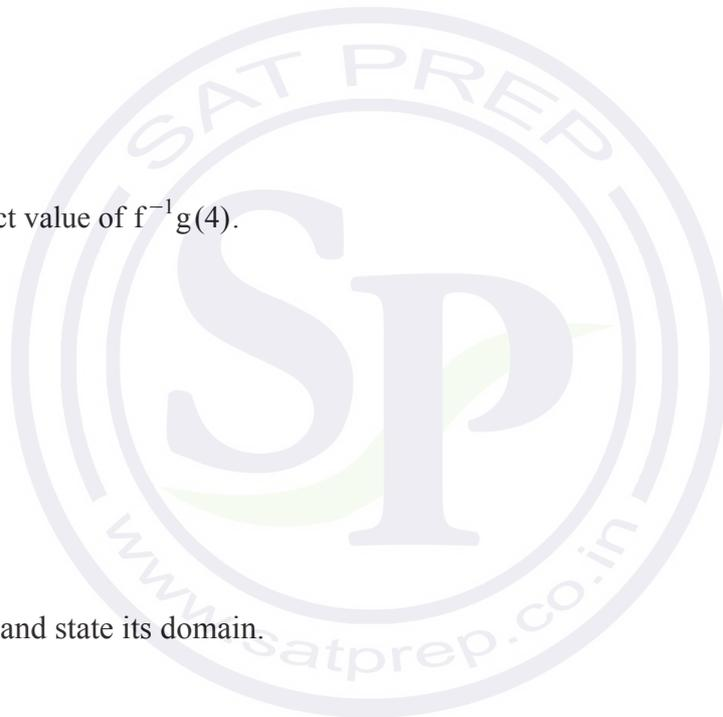 SAT PREP
ct value of f⁻¹g(4).
SP
and state its domain.
www.satprep.co.in